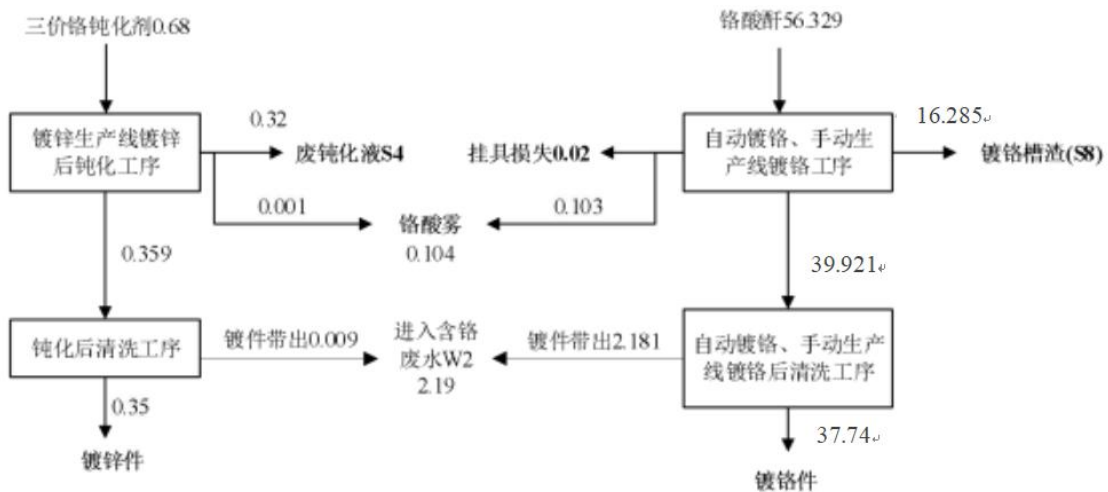 三价铬钝化剂0.68
铬酸酐56.329
镀锌生产线镀锌
后钝化工序
0.32
废钝化液S4
挂具损失0.02
自动镀铬、手动生
产线镀铬工序
16.285
镀铬槽渣(S8)
0.001
铬酸雾
0.104
0.103
0.359
39.921
钝化后清洗工序
镀件带出0.009
进入含铬
废水W2
2.19
镀件带出2.181
自动镀铬、手动生产
线镀铬后清洗工序
0.35
37.74
镀锌件
镀铬件